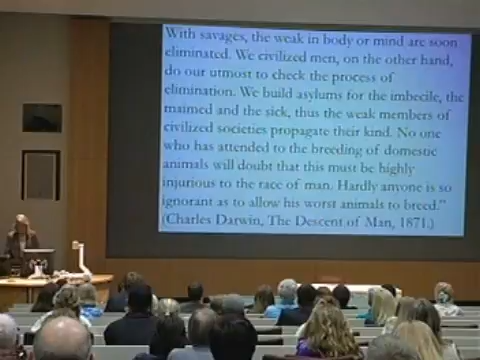 With savages, the weak in body or mind are soon
eliminated. We civilized men, on the other hand,
do our utmost to check the process of
elimination. We build asylums for the imbecile, the
maimed and the sick, thus the weak members of
civilized societies propagate their kind. No one
who has attended to the breeding of domestic
animals will doubt that this must be highly
injurious to the race of man. Hardly anyone is so
ignorant as to allow his worst animals to breed."
(Charles Darwin, The Descent of Man, 1871.)